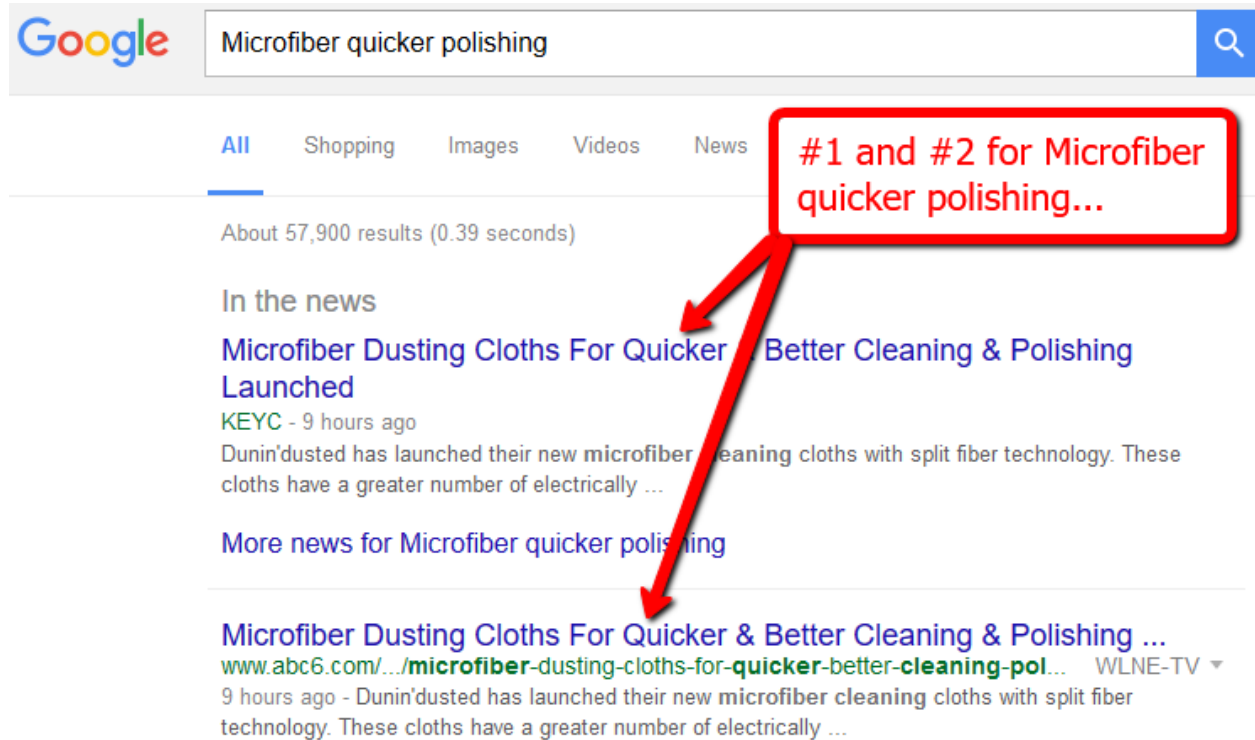 Google
Microfiber quicker polishing
All Shopping Images Videos News
#1 and #2 for Microfiber
quicker polishing...
About 57,900 results (0.39 seconds)
In the news
Microfiber Dusting Cloths For Quicker & Better Cleaning & Polishing
Launched
KEYC - 9 hours ago
Dunin'dusted has launched their new microfiber cleaning cloths with split fiber technology. These
cloths have a greater number of electrically ...
More news for Microfiber quicker polishing
Microfiber Dusting Cloths For Quicker & Better Cleaning & Polishing ...
www.abc6.com/.../microfiber-dusting-cloths-for-quicker-better-cleaning-pol... WLNE-TV
9 hours ago - Dunin'dusted has launched their new microfiber cleaning cloths with split fiber
technology. These cloths have a greater number of electrically ...